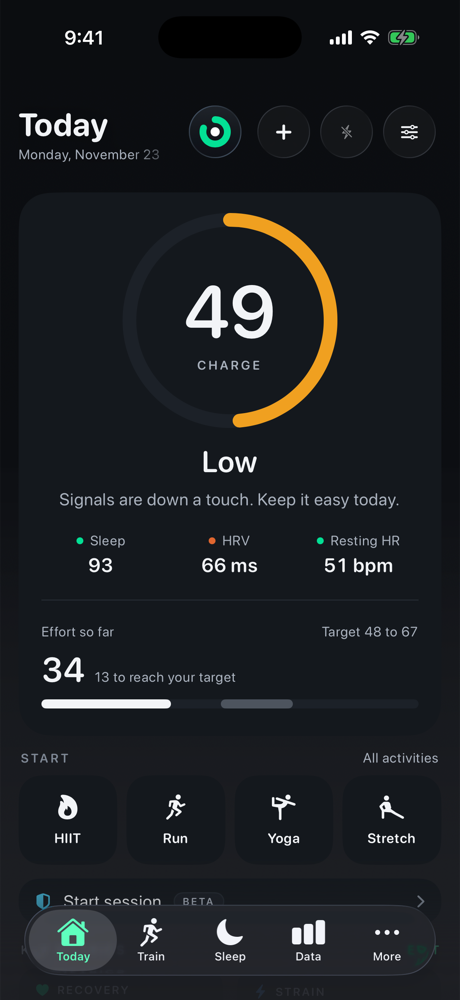 9:41
Today
Monday, November 23
49
CHARGE
Low
Signals are down a touch. Keep it easy today.
Sleep HRV Resting HR
93 66 ms 51 bpm
Effort so far Target 48 to 67
34 13 to reach your target
START All activities
HIIT Run Yoga Stretch
Start session BETA
Today Train Sleep Data More
RECOVERY STRAIN